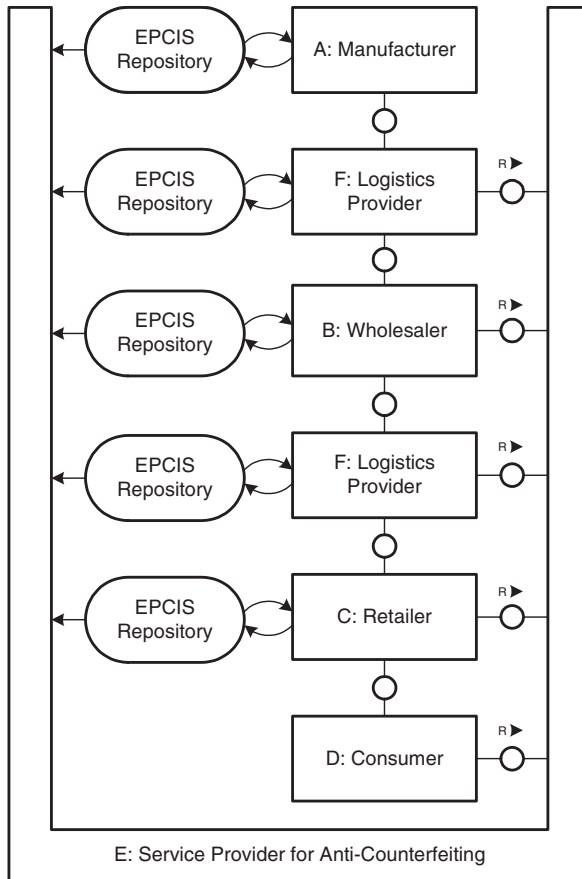 EPCIS
Repository
A: Manufacturer
EPCIS
Repository
F: Logistics
Provider
R
EPCIS
Repository
B: Wholesaler
R
EPCIS
Repository
F: Logistics
Provider
R
EPCIS
Repository
C: Retailer
R
D: Consumer
R
E: Service Provider for Anti-Counterfeiting